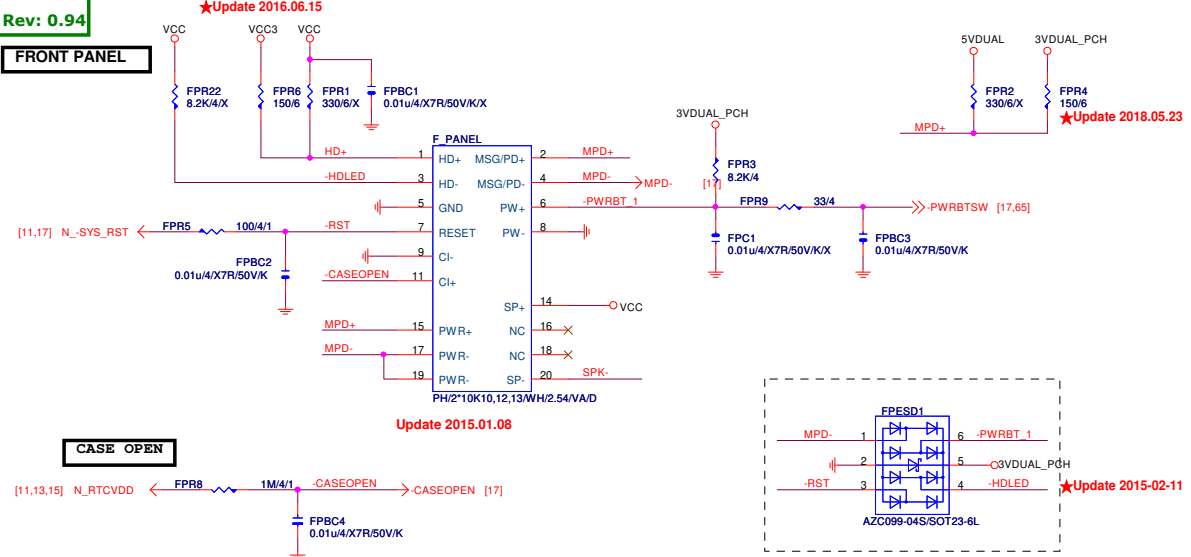 ★Update 2016.06.15
Rev: 0.94
FRONT PANEL
VCC
VCC3
VCC
FPR22
8.2K/4/X
FPR6
150/6
FPR1
330/6/X
FPBC1
0.01u/4/X7R/50V/K/X
5VDUAL
3VDUAL_PCH
FPR2
330/6/X
FPR4
150/6
★Update 2018.05.23
MPD+
3VDUAL_PCH
FPR3
8.2K/4
F_PANEL
HD+
1
HD+
MSG/PD+
2
MPD+
-HDLED
3
HD-
MSG/PD-
4
MPD-
MPD-
[17]
5
GND
PW+
6
-PWRBT_1
FPR9
33/4
-PWRBTSW
[17,65]
[11,17]
N_-SYS_RST
FPR5
100/4/1
-RST
7
RESET
PW-
8
FPC1
0.01u/4/X7R/50V/K/X
FPBC3
0.01u/4/X7R/50V/K
FPBC2
0.01u/4/X7R/50V/K
9
CI-
-CASEOPEN
11
CI+
SP+
14
VCC
MPD+
15
PWR+
NC
16
MPD-
17
PWR-
NC
18
19
PWR-
SP-
20
SPK-
PH/2*10K10,12,13/WH/2.54/VA/D
Update 2015.01.08
CASE OPEN
[11,13,15]
N_RTCVDD
FPR8
1M/4/1
-CASEOPEN
-CASEOPEN
[17]
FPBC4
0.01u/4/X7R/50V/K
FPESD1
MPD-
1
6
-PWRBT_1
2
5
3VDUAL_PCH
-RST
3
4
-HDLED
★Update 2015-02-11
AZC099-04S/SOT23-6L